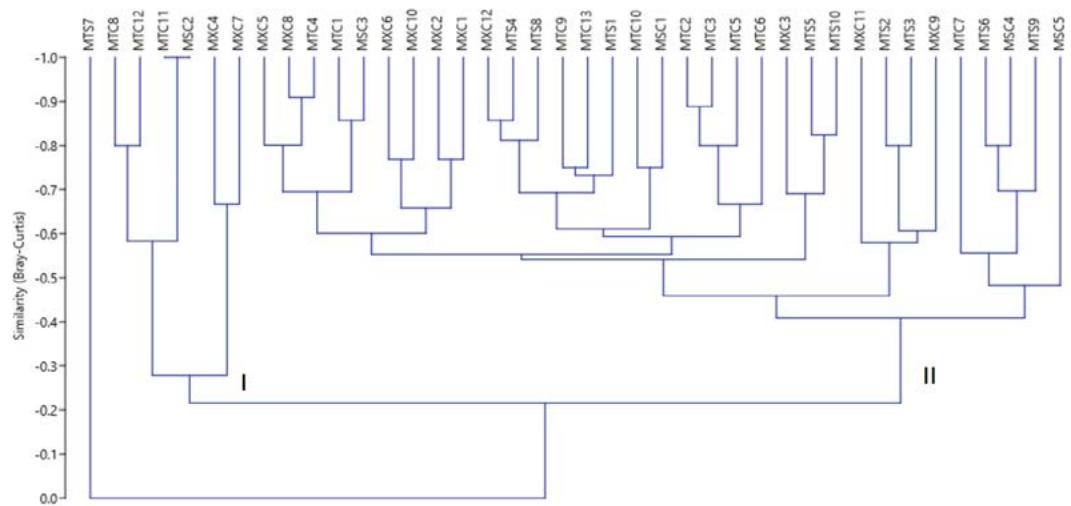 MTS7 MTC8 MTC12 MTC11 MSC2 MXC4 MXC7 MXC5 MXC8 MTC4 MTC1 MSC3 MXC6 MXC10 MXC2 MXC1 MXC12 MTS4 MTS8 MTC9 MTC13 MTS1 MTC10 MSC1 MTC2 MTC3 MTC5 MTC6 MXC3 MTS5 MTS10 MXC11 MTS2 MTS3 MXC9 MTC7 MTS6 MSC4 MTS9 MSC5
-1.0
-0.9
-0.8
-0.7
-0.6
-0.5
-0.4
-0.3
-0.2
-0.1
0.0
Similarity (Bray-Curtis)
I
II